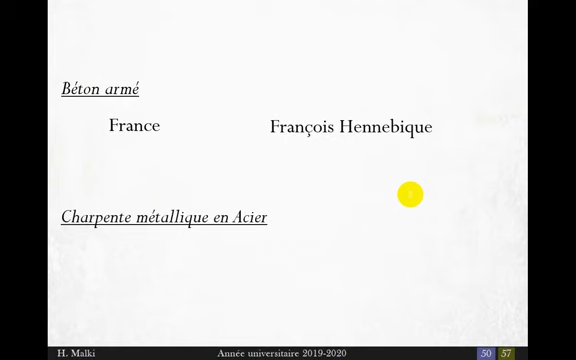 Béton armé
France François Hennebique
Charpente métallique en Acier
H. Malki Année universitaire 2019-2020 50 57